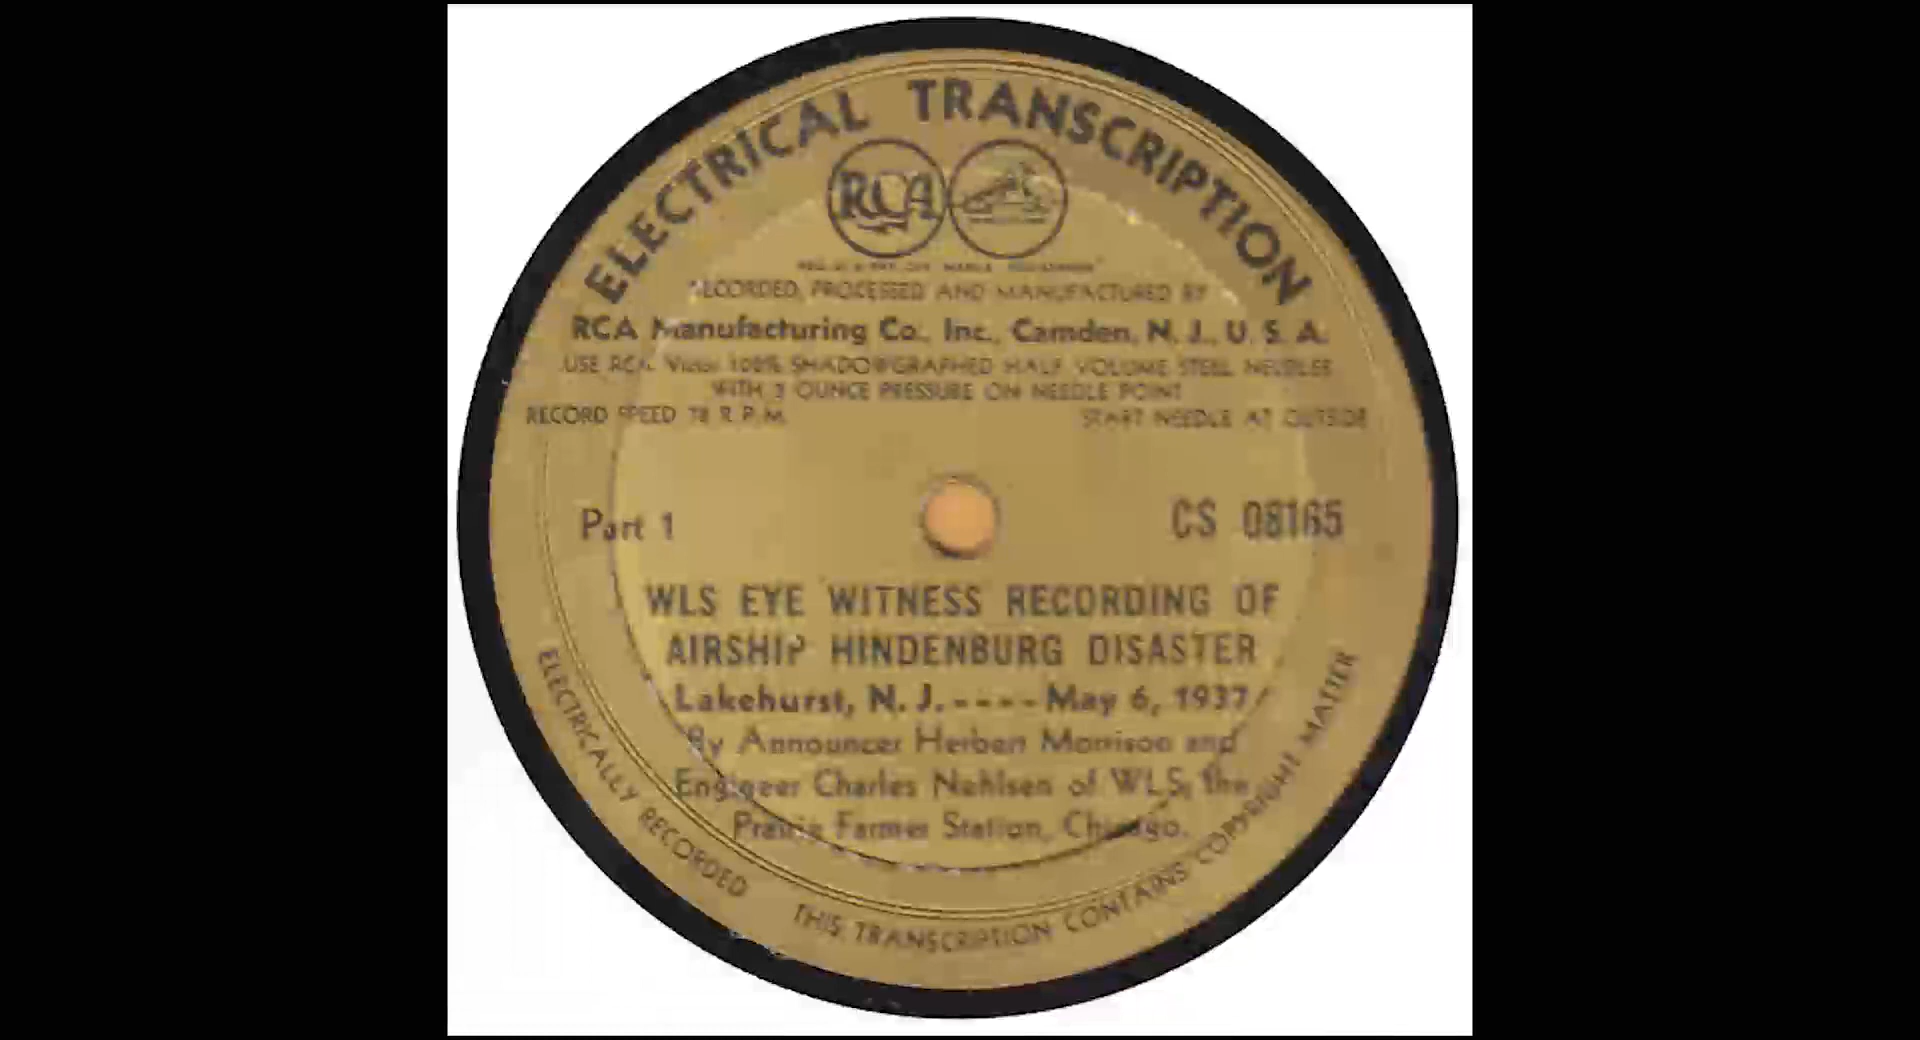 ELECTRICAL TRANSCRIPTION
RCA
RECORDED, PROCESSED AND MANUFACTURED BY
RCA Manufacturing Co., Inc., Camden, N. J., U. S. A.
USE RCA Victor 100% SHADOWGRAPHED HALF VOLUME STEEL NEEDLES
WITH 3 OUNCE PRESSURE ON NEEDLE POINT
RECORD SPEED 78 R.P.M.
START NEEDLE AT OUTSIDE
Part 1
CS 08165
WLS EYE WITNESS RECORDING OF
AIRSHIP HINDENBURG DISASTER
Lakehurst, N. J. - - - - May 6, 1937
By Announcer Herbert Morrison and
Engineer Charles Nehlsen of WLS, the
Prairie Farmer Station, Chicago.
ELECTRICALLY RECORDED
THIS TRANSCRIPTION CONTAINS COPYRIGHT MATTER